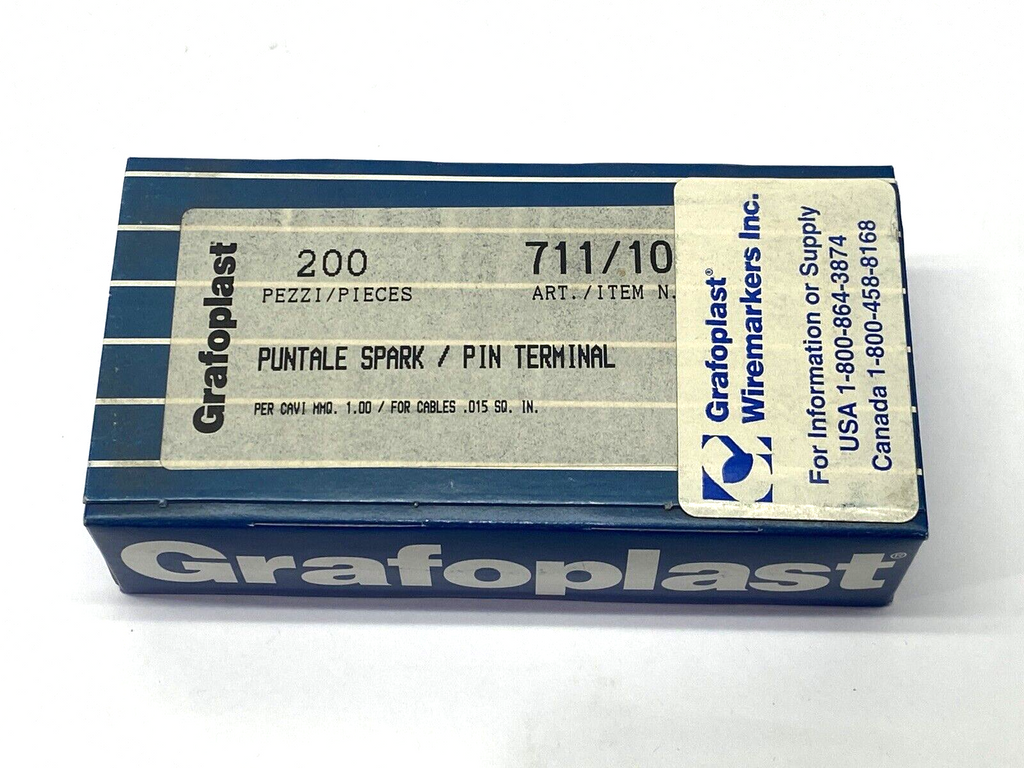 Grafoplast
200
PEZZI/PIECES
711/10
ART./ITEM N.
PUNTALE SPARK / PIN TERMINAL
PER CAVI MMQ. 1.00 / FOR CABLES .015 SQ. IN.
Grafoplast®
Wiremarkers Inc.
For Information or Supply
USA 1-800-864-3874
Canada 1-800-458-8168
Grafoplast®